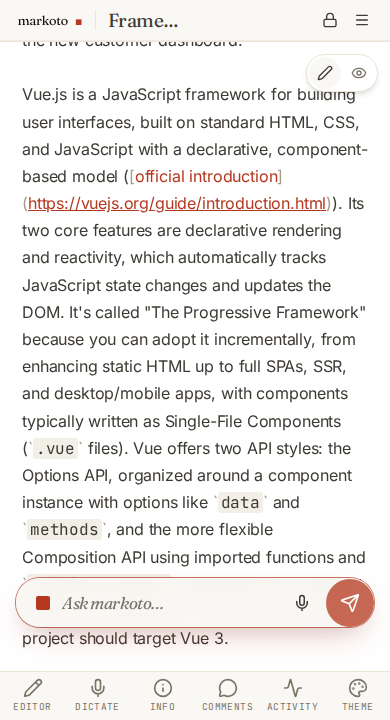 markoto
Frame...
the new customer dashboard.
Vue.js is a JavaScript framework for building
user interfaces, built on standard HTML, CSS,
and JavaScript with a declarative, component-
based model ([official introduction]
(https://vuejs.org/guide/introduction.html)). Its
two core features are declarative rendering
and reactivity, which automatically tracks
JavaScript state changes and updates the
DOM. It's called "The Progressive Framework"
because you can adopt it incrementally, from
enhancing static HTML up to full SPAs, SSR,
and desktop/mobile apps, with components
typically written as Single-File Components
(`.vue` files). Vue offers two API styles: the
Options API, organized around a component
instance with options like `data` and
`methods`, and the more flexible
Composition API using imported functions and
Ask markoto...
project should target Vue 3.
EDITOR
DICTATE
INFO
COMMENTS
ACTIVITY
THEME